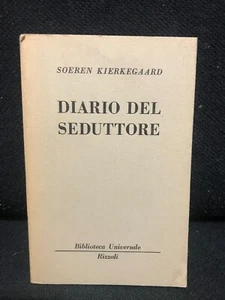 SOEREN KIERKEGAARD
DIARIO DEL
SEDUTTORE
Biblioteca Universale
Rizzoli